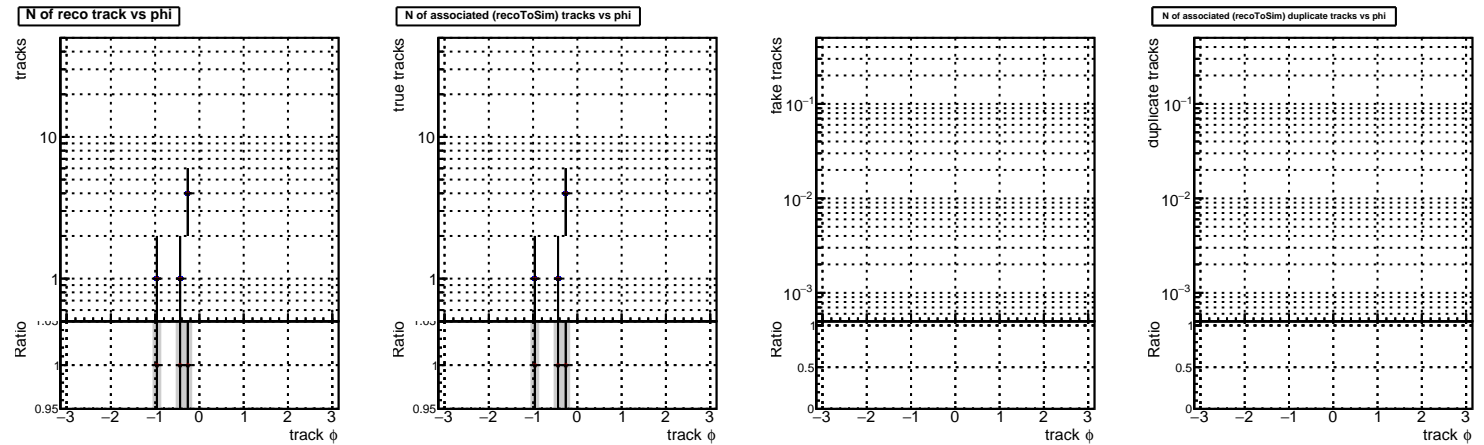 N of reco track vs phi
tracks
10
1
Ratio
1.05
1
0.95
−3 −2 −1 0 1 2 3
track ϕ
N of associated (recoToSim) tracks vs phi
true tracks
10
1
Ratio
1.05
1
0.95
−3 −2 −1 0 1 2 3
track ϕ
fake tracks
10⁻¹
10⁻²
10⁻³
Ratio
1
0.5
0
−3 −2 −1 0 1 2 3
track ϕ
N of associated (recoToSim) duplicate tracks vs phi
duplicate tracks
10⁻¹
10⁻²
10⁻³
Ratio
1
0.5
0
−3 −2 −1 0 1 2 3
track ϕ